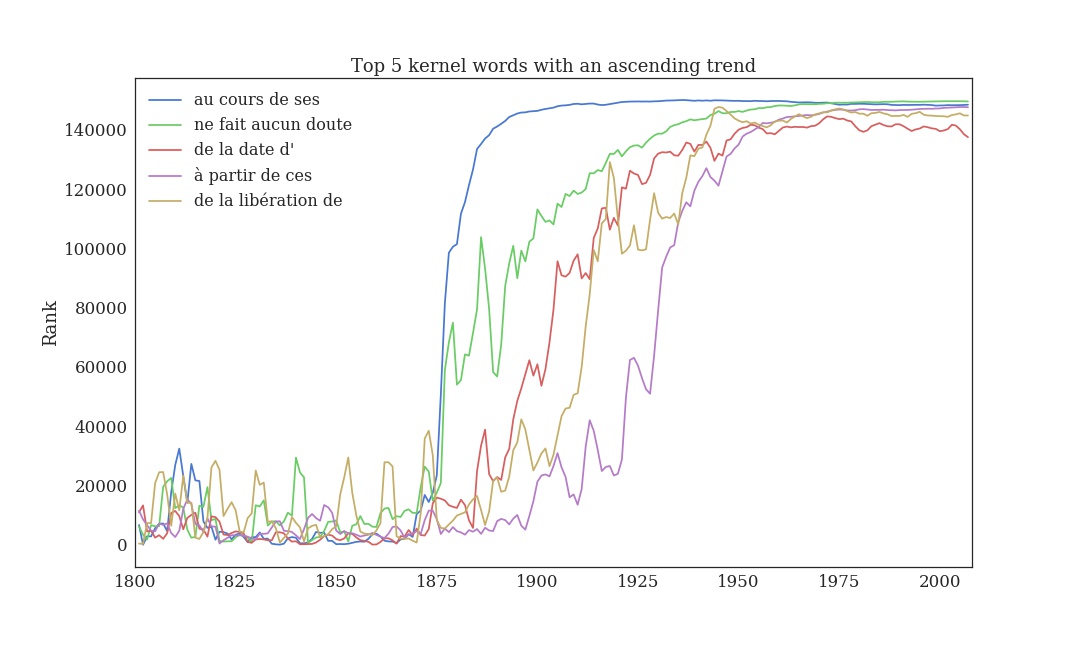 Top 5 kernel words with an ascending trend
au cours de ses
ne fait aucun doute
de la date d'
à partir de ces
de la libération de
Rank
140000
120000
100000
80000
60000
40000
20000
0
1800 1825 1850 1875 1900 1925 1950 1975 2000